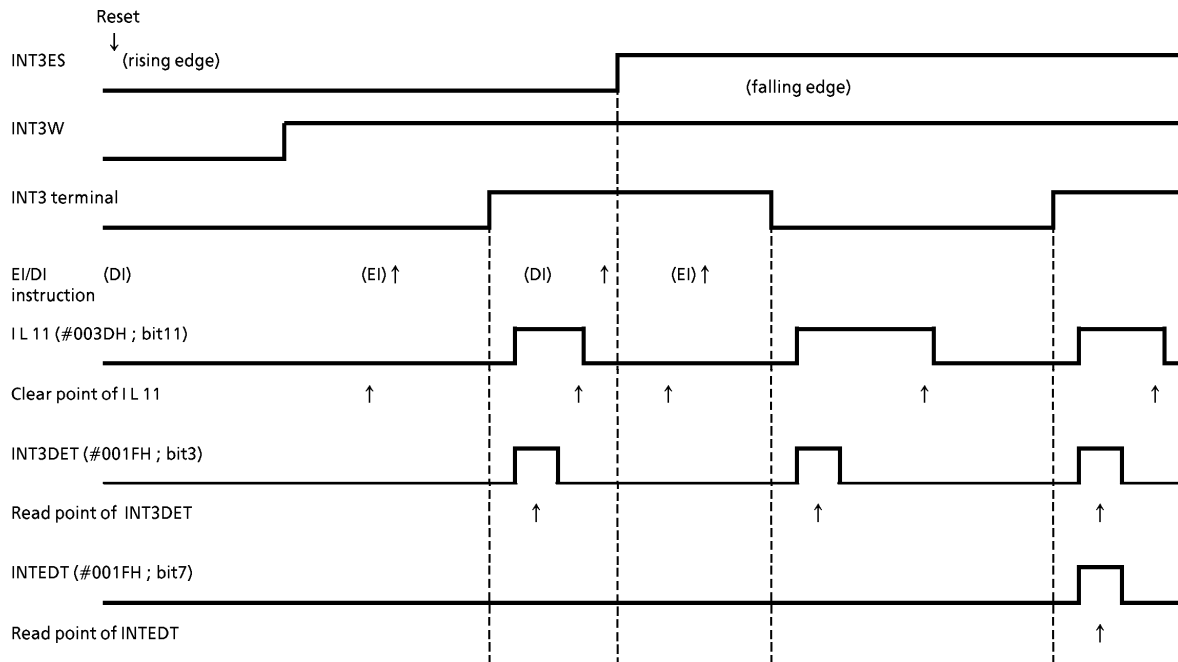 Reset
INT3ES ↓ (rising edge)
(falling edge)
INT3W
INT3 terminal
EI/DI (DI) (EI) ↑ (DI) ↑ (EI) ↑
instruction
I L 11 (#003DH ; bit11)
Clear point of I L 11 ↑ ↑ ↑ ↑ ↑
INT3DET (#001FH ; bit3)
Read point of INT3DET ↑ ↑ ↑
INTEDT (#001FH ; bit7)
Read point of INTEDT ↑